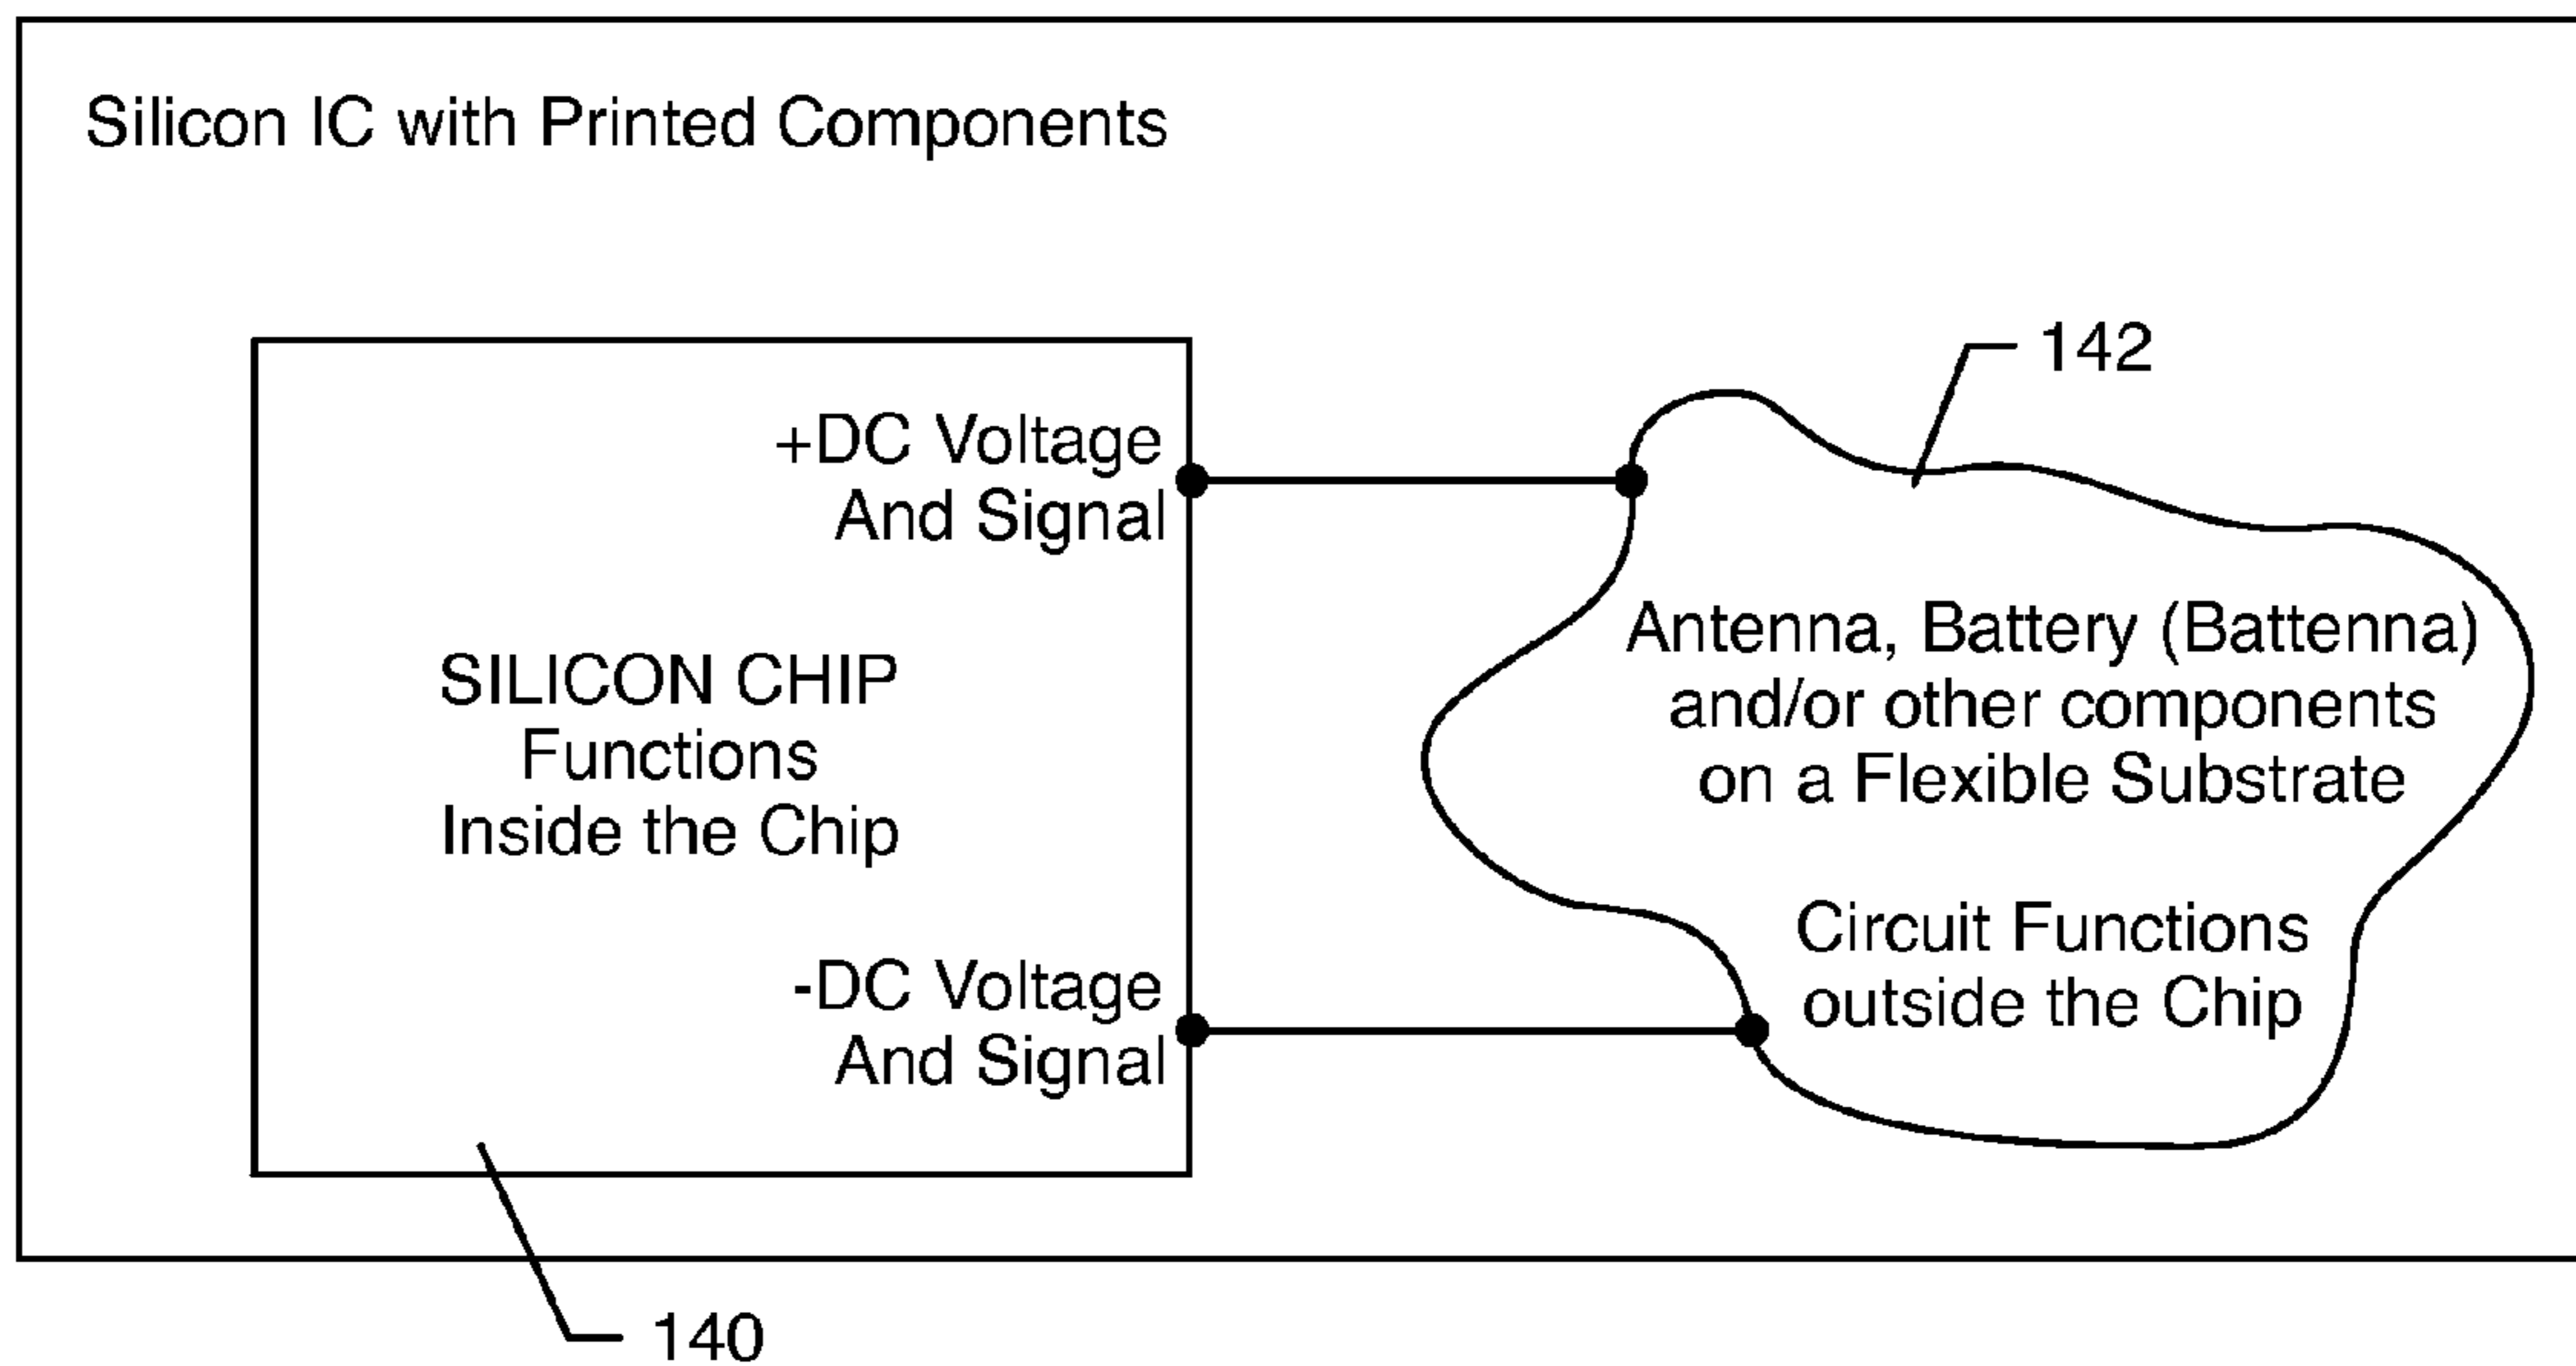 Silicon IC with Printed Components
142
+DC Voltage
And Signal
SILICON CHIP
Functions
Inside the Chip
-DC Voltage
And Signal
Antenna, Battery (Battenna)
and/or other components
on a Flexible Substrate
Circuit Functions
outside the Chip
140